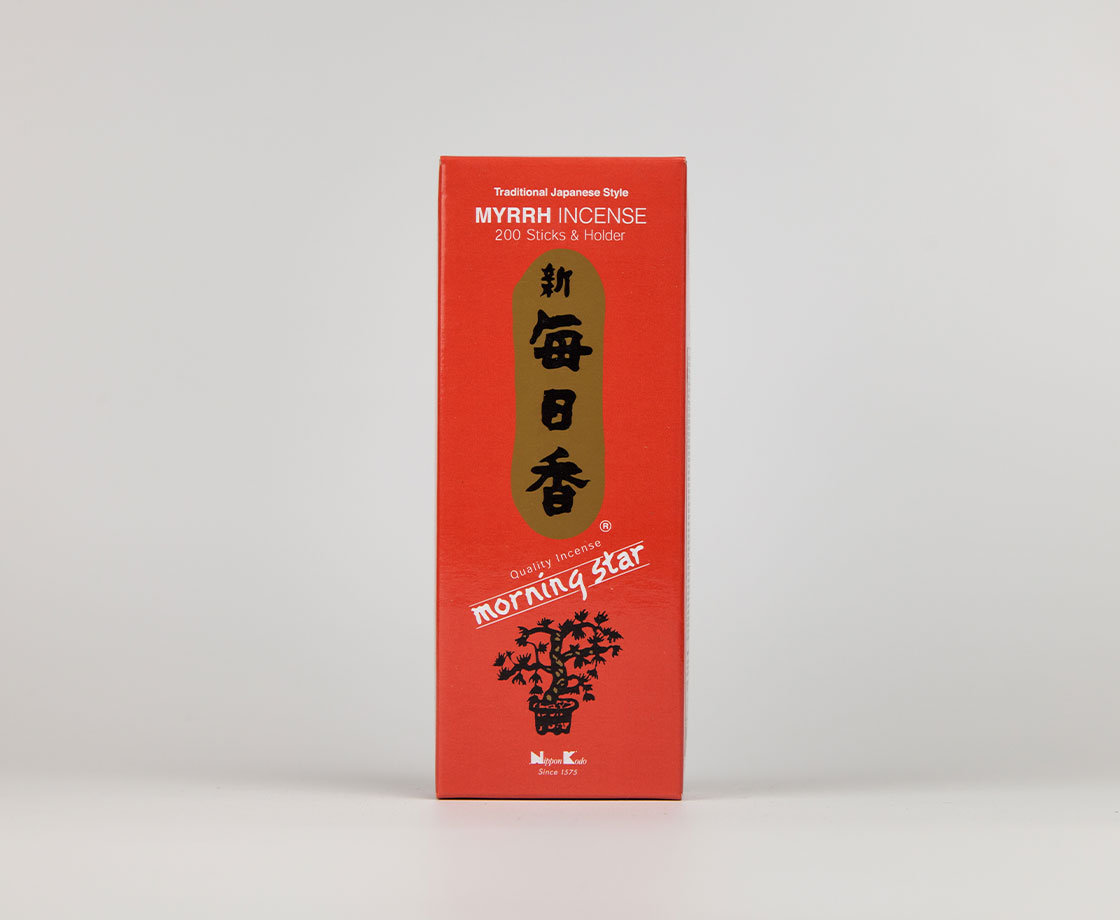 Traditional Japanese Style
MYRRH INCENSE
200 Sticks & Holder
新
毎
日
香
®
Quality Incense
morning star
Nippon Kodo
Since 1575